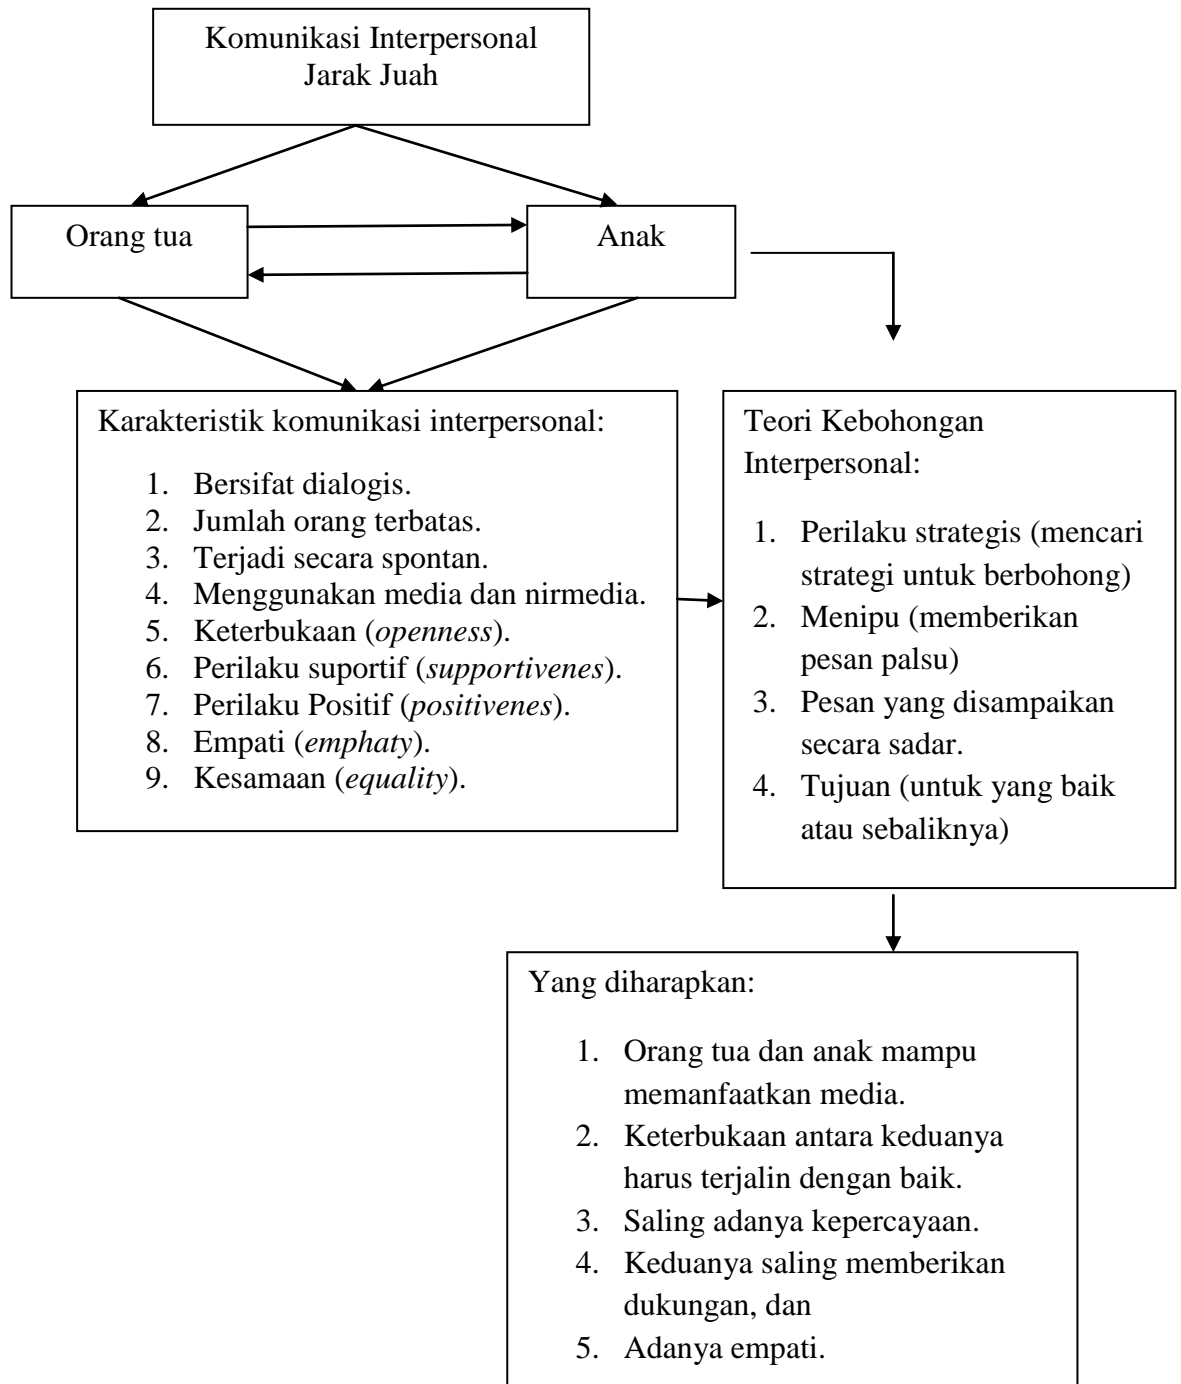 Komunikasi Interpersonal
Jarak Juah
Orang tua
Anak
Karakteristik komunikasi interpersonal:
1. Bersifat dialogis.
2. Jumlah orang terbatas.
3. Terjadi secara spontan.
4. Menggunakan media dan nirmedia.
5. Keterbukaan (openness).
6. Perilaku suportif (supportivenes).
7. Perilaku Positif (positivenes).
8. Empati (emphaty).
9. Kesamaan (equality).
Teori Kebohongan
Interpersonal:
1. Perilaku strategis (mencari
strategi untuk berbohong)
2. Menipu (memberikan
pesan palsu)
3. Pesan yang disampaikan
secara sadar.
4. Tujuan (untuk yang baik
atau sebaliknya)
Yang diharapkan:
1. Orang tua dan anak mampu
memanfaatkan media.
2. Keterbukaan antara keduanya
harus terjalin dengan baik.
3. Saling adanya kepercayaan.
4. Keduanya saling memberikan
dukungan, dan
5. Adanya empati.